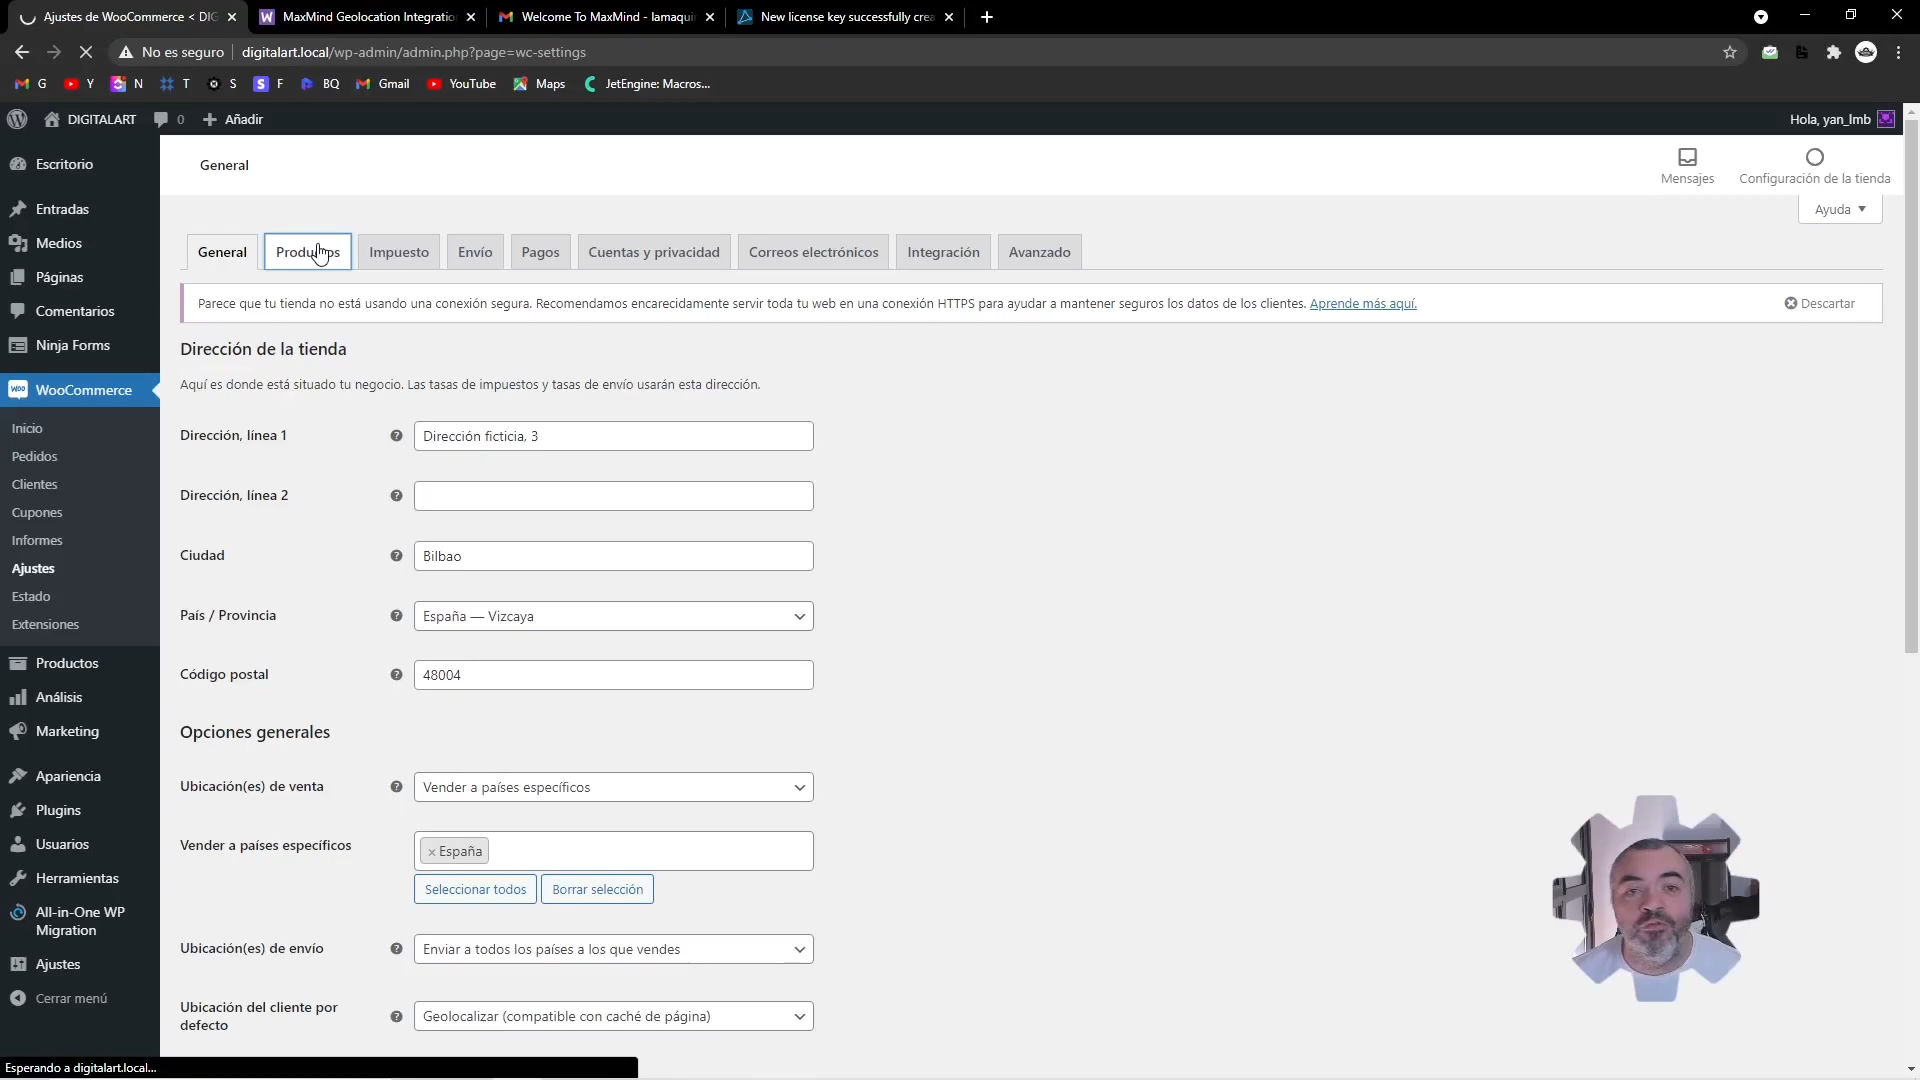 Ajustes de WooCommerce < DIG
MaxMind Geolocation Integratio
Welcome To MaxMind - lamaqui
New license key successfully crea
No es seguro
digitalart.local/wp-admin/admin.php?page=wc-settings
G
Y
N
T
S
F
BQ
Gmail
YouTube
Maps
JetEngine: Macros...
DIGITALART
0
Añadir
Hola, yan_lmb
Escritorio
Entradas
Medios
Páginas
Comentarios
Ninja Forms
WooCommerce
Inicio
Pedidos
Clientes
Cupones
Informes
Ajustes
Estado
Extensiones
Productos
Análisis
Marketing
Apariencia
Plugins
Usuarios
Herramientas
All-in-One WP
Migration
Ajustes
Cerrar menú
General
Mensajes
Configuración de la tienda
Ayuda
General
Productos
Impuesto
Envío
Pagos
Cuentas y privacidad
Correos electrónicos
Integración
Avanzado
Parece que tu tienda no está usando una conexión segura. Recomendamos encarecidamente servir toda tu web en una conexión HTTPS para ayudar a mantener seguros los datos de los clientes. Aprende más aquí.
Descartar
Dirección de la tienda
Aquí es donde está situado tu negocio. Las tasas de impuestos y tasas de envío usarán esta dirección.
Dirección, línea 1
Dirección ficticia, 3
Dirección, línea 2
Ciudad
Bilbao
País / Provincia
España — Vizcaya
Código postal
48004
Opciones generales
Ubicación(es) de venta
Vender a países específicos
Vender a países específicos
× España
Seleccionar todos
Borrar selección
Ubicación(es) de envío
Enviar a todos los países a los que vendes
Ubicación del cliente por
defecto
Geolocalizar (compatible con caché de página)
Esperando a digitalart.local...